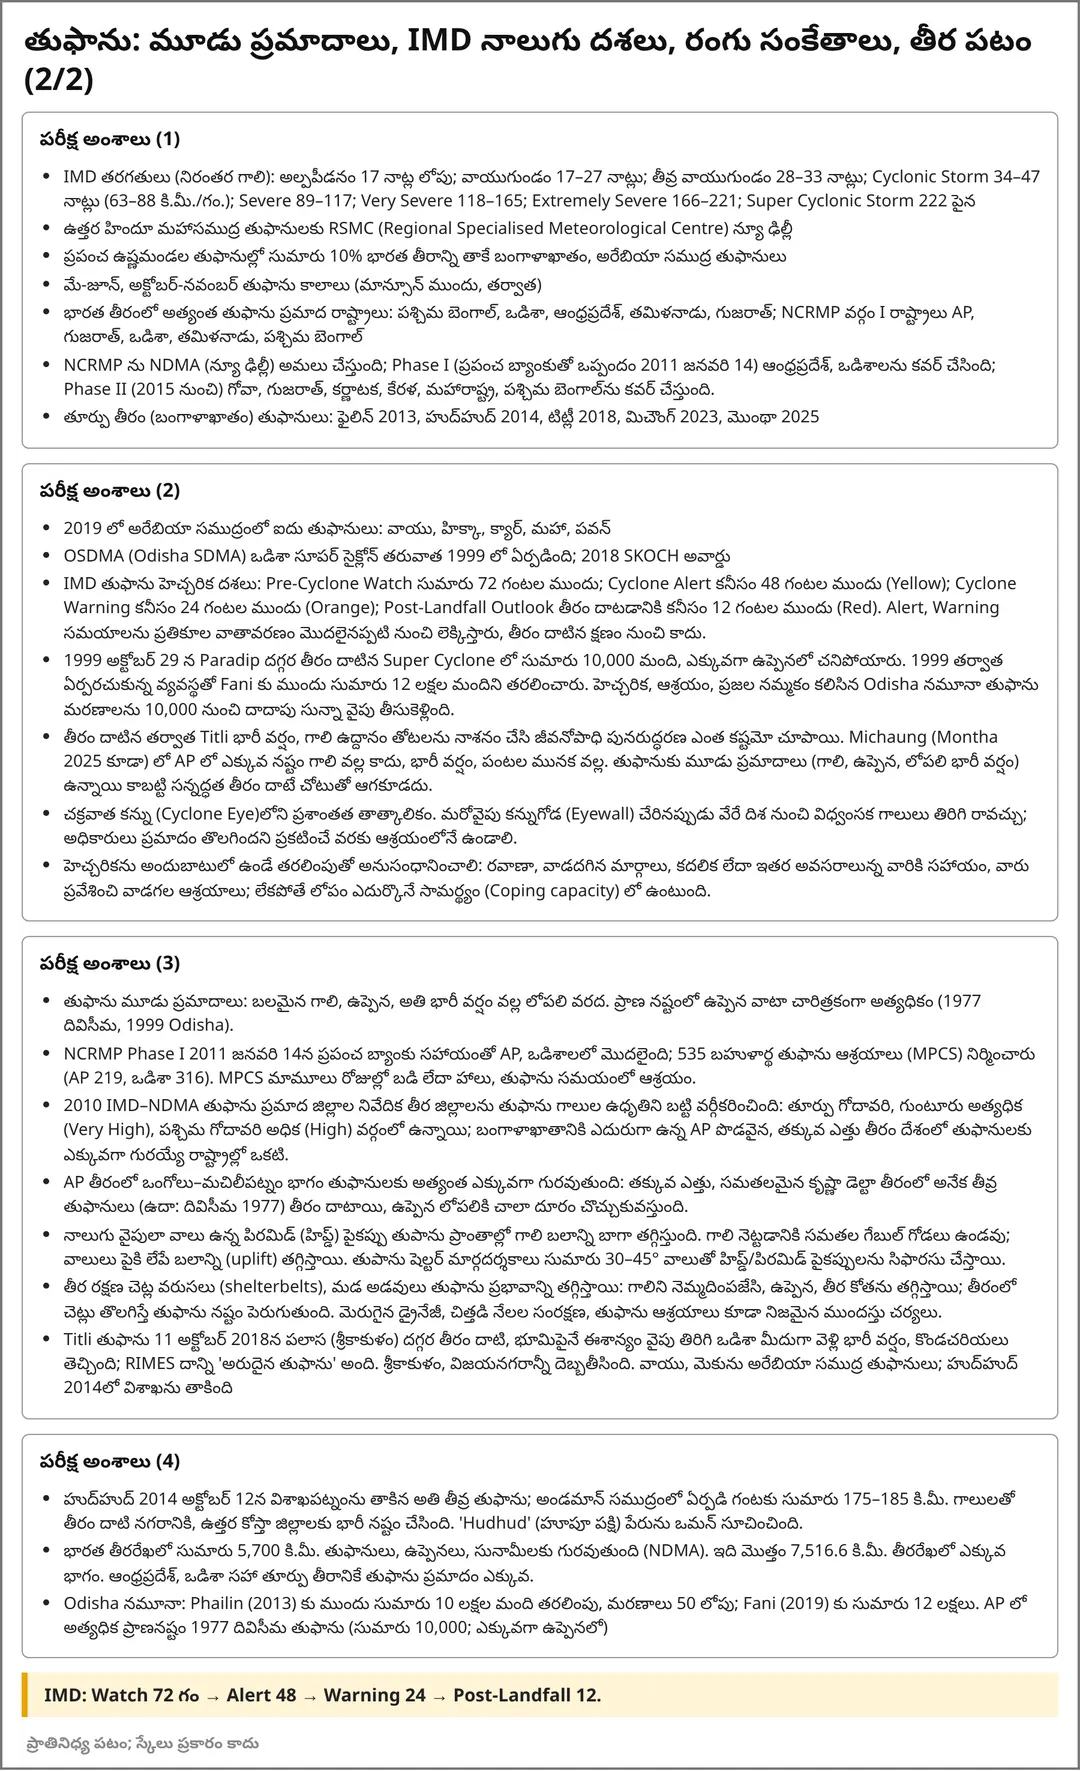 తుఫాను: మూడు ప్రమాదాలు, IMD నాలుగు దశలు, రంగు సంకేతాలు, తీర పటం
(2/2)
పరీక్ష అంశాలు (1)
• IMD తరగతులు (నిరంతర గాలి): అల్పపీడనం 17 నాట్ల లోపు; వాయుగుండం 17–27 నాట్లు; తీవ్ర వాయుగుండం 28–33 నాట్లు; Cyclonic Storm 34–47
నాట్లు (63–88 కి.మీ./గం.); Severe 89–117; Very Severe 118–165; Extremely Severe 166–221; Super Cyclonic Storm 222 పైన
• ఉత్తర హిందూ మహాసముద్ర తుఫానులకు RSMC (Regional Specialised Meteorological Centre) న్యూ ఢిల్లీ
• ప్రపంచ ఉష్ణమండల తుఫానుల్లో సుమారు 10% భారత తీరాన్ని తాకే బంగాళాఖాతం, అరేబియా సముద్ర తుఫానులు
• మే-జూన్, అక్టోబర్-నవంబర్ తుఫాను కాలాలు (మాన్సూన్ ముందు, తర్వాత)
• భారత తీరంలో అత్యంత తుఫాను ప్రమాద రాష్ట్రాలు: పశ్చిమ బెంగాల్, ఒడిశా, ఆంధ్రప్రదేశ్, తమిళనాడు, గుజరాత్; NCRMP వర్గం I రాష్ట్రాలు AP,
గుజరాత్, ఒడిశా, తమిళనాడు, పశ్చిమ బెంగాల్
• NCRMP ను NDMA (న్యూ ఢిల్లీ) అమలు చేస్తుంది; Phase I (ప్రపంచ బ్యాంకుతో ఒప్పందం 2011 జనవరి 14) ఆంధ్రప్రదేశ్, ఒడిశాలను కవర్ చేసింది;
Phase II (2015 నుంచి) గోవా, గుజరాత్, కర్ణాటక, కేరళ, మహారాష్ట్ర, పశ్చిమ బెంగాల్‌ను కవర్ చేస్తుంది.
• తూర్పు తీరం (బంగాళాఖాతం) తుఫానులు: ఫైలిన్ 2013, హుద్‌హుద్ 2014, టిట్లీ 2018, మిచౌంగ్ 2023, మొంథా 2025
పరీక్ష అంశాలు (2)
• 2019 లో అరేబియా సముద్రంలో ఐదు తుఫానులు: వాయు, హిక్కా, క్యార్, మహా, పవన్
• OSDMA (Odisha SDMA) ఒడిశా సూపర్ సైక్లోన్ తరువాత 1999 లో ఏర్పడింది; 2018 SKOCH అవార్డు
• IMD తుఫాను హెచ్చరిక దశలు: Pre-Cyclone Watch సుమారు 72 గంటల ముందు; Cyclone Alert కనీసం 48 గంటల ముందు (Yellow); Cyclone
Warning కనీసం 24 గంటల ముందు (Orange); Post-Landfall Outlook తీరం దాటడానికి కనీసం 12 గంటల ముందు (Red). Alert, Warning
సమయాలను ప్రతికూల వాతావరణం మొదలైనప్పటి నుంచి లెక్కిస్తారు, తీరం దాటిన క్షణం నుంచి కాదు.
• 1999 అక్టోబర్ 29 న Paradip దగ్గర తీరం దాటిన Super Cyclone లో సుమారు 10,000 మంది, ఎక్కువగా ఉప్పెనలో చనిపోయారు. 1999 తర్వాత
ఏర్పరచుకున్న వ్యవస్థతో Fani కు ముందు సుమారు 12 లక్షల మందిని తరలించారు. హెచ్చరిక, ఆశ్రయం, ప్రజల నమ్మకం కలిసిన Odisha నమూనా తుఫాను
మరణాలను 10,000 నుంచి దాదాపు సున్నా వైపు తీసుకెళ్లింది.
• తీరం దాటిన తర్వాత Titli భారీ వర్షం, గాలి ఉద్దానం తోటలను నాశనం చేసి జీవనోపాధి పునరుద్ధరణ ఎంత కష్టమో చూపాయి. Michaung (Montha
2025 కూడా) లో AP లో ఎక్కువ నష్టం గాలి వల్ల కాదు, భారీ వర్షం, పంటల మునక వల్ల. తుఫానుకు మూడు ప్రమాదాలు (గాలి, ఉప్పెన, లోపలి భారీ వర్షం)
ఉన్నాయి కాబట్టి సన్నద్ధత తీరం దాటే చోటుతో ఆగకూడదు.
• చక్రవాత కన్ను (Cyclone Eye)లోని ప్రశాంతత తాత్కాలికం. మరోవైపు కన్నుగోడ (Eyewall) చేరినప్పుడు వేరే దిశ నుంచి విధ్వంసక గాలులు తిరిగి రావచ్చు;
అధికారులు ప్రమాదం తొలగిందని ప్రకటించే వరకు ఆశ్రయంలోనే ఉండాలి.
• హెచ్చరికను అందుబాటులో ఉండే తరలింపుతో అనుసంధానించాలి: రవాణా, వాడదగిన మార్గాలు, కదలిక లేదా ఇతర అవసరాలున్న వారికి సహాయం, వారు
ప్రవేశించి వాడగల ఆశ్రయాలు; లేకపోతే లోపం ఎదుర్కొనే సామర్థ్యం (Coping capacity) లో ఉంటుంది.
పరీక్ష అంశాలు (3)
• తుఫాను మూడు ప్రమాదాలు: బలమైన గాలి, ఉప్పెన, అతి భారీ వర్షం వల్ల లోపలి వరద. ప్రాణ నష్టంలో ఉప్పెన వాటా చారిత్రకంగా అత్యధికం (1977
దివిసీమ, 1999 Odisha).
• NCRMP Phase I 2011 జనవరి 14న ప్రపంచ బ్యాంకు సహాయంతో AP, ఒడిశాలలో మొదలైంది; 535 బహుళార్థ తుఫాను ఆశ్రయాలు (MPCS) నిర్మించారు
(AP 219, ఒడిశా 316). MPCS మామూలు రోజుల్లో బడి లేదా హాలు, తుఫాను సమయంలో ఆశ్రయం.
• 2010 IMD–NDMA తుఫాను ప్రమాద జిల్లాల నివేదిక తీర జిల్లాలను తుఫాను గాలుల ఉధృతిని బట్టి వర్గీకరించింది: తూర్పు గోదావరి, గుంటూరు అత్యధిక
(Very High), పశ్చిమ గోదావరి అధిక (High) వర్గంలో ఉన్నాయి; బంగాళాఖాతానికి ఎదురుగా ఉన్న AP పొడవైన, తక్కువ ఎత్తు తీరం దేశంలో తుఫానులకు
ఎక్కువగా గురయ్యే రాష్ట్రాల్లో ఒకటి.
• AP తీరంలో ఒంగోలు–మచిలీపట్నం భాగం తుఫానులకు అత్యంత ఎక్కువగా గురవుతుంది: తక్కువ ఎత్తు, సమతలమైన కృష్ణా డెల్టా తీరంలో అనేక తీవ్ర
తుఫానులు (ఉదా: దివిసీమ 1977) తీరం దాటాయి, ఉప్పెన లోపలికి చాలా దూరం చొచ్చుకువస్తుంది.
• నాలుగు వైపులా వాలు ఉన్న పిరమిడ్ (హిప్డ్) పైకప్పు తుపాను ప్రాంతాల్లో గాలి బలాన్ని బాగా తగ్గిస్తుంది. గాలి నెట్టడానికి సమతల గేబుల్ గోడలు ఉండవు;
వాలులు పైకి లేపే బలాన్ని (uplift) తగ్గిస్తాయి. తుపాను షెల్టర్ మార్గదర్శకాలు సుమారు 30–45° వాలుతో హిప్డ్/పిరమిడ్ పైకప్పులను సిఫారసు చేస్తాయి.
• తీర రక్షణ చెట్ల వరుసలు (shelterbelts), మడ అడవులు తుఫాను ప్రభావాన్ని తగ్గిస్తాయి: గాలిని నెమ్మదింపజేసి, ఉప్పెన, తీర కోతను తగ్గిస్తాయి; తీరంలో
చెట్లు తొలగిస్తే తుఫాను నష్టం పెరుగుతుంది. మెరుగైన డ్రైనేజీ, చిత్తడి నేలల సంరక్షణ, తుఫాను ఆశ్రయాలు కూడా నిజమైన ముందస్తు చర్యలు.
• Titli తుఫాను 11 అక్టోబర్ 2018న పలాస (శ్రీకాకుళం) దగ్గర తీరం దాటి, భూమిపైనే ఈశాన్యం వైపు తిరిగి ఒడిశా మీదుగా వెళ్లి భారీ వర్షం, కొండచరియలు
తెచ్చింది; RIMES దాన్ని 'అరుదైన తుఫాను' అంది. శ్రీకాకుళం, విజయనగరాన్నీ దెబ్బతీసింది. వాయు, మెకును అరేబియా సముద్ర తుఫానులు; హుద్‌హుద్
2014లో విశాఖను తాకింది
పరీక్ష అంశాలు (4)
• హుద్‌హుద్ 2014 అక్టోబర్ 12న విశాఖపట్నంను తాకిన అతి తీవ్ర తుఫాను; అండమాన్ సముద్రంలో ఏర్పడి గంటకు సుమారు 175–185 కి.మీ. గాలులతో
తీరం దాటి నగరానికి, ఉత్తర కోస్తా జిల్లాలకు భారీ నష్టం చేసింది. 'Hudhud' (హూపూ పక్షి) పేరును ఒమన్ సూచించింది.
• భారత తీరరేఖలో సుమారు 5,700 కి.మీ. తుఫానులు, ఉప్పెనలు, సునామీలకు గురవుతుంది (NDMA). ఇది మొత్తం 7,516.6 కి.మీ. తీరరేఖలో ఎక్కువ
భాగం. ఆంధ్రప్రదేశ్, ఒడిశా సహా తూర్పు తీరానికే తుఫాను ప్రమాదం ఎక్కువ.
• Odisha నమూనా: Phailin (2013) కు ముందు సుమారు 10 లక్షల మంది తరలింపు, మరణాలు 50 లోపు; Fani (2019) కు సుమారు 12 లక్షలు. AP లో
అత్యధిక ప్రాణనష్టం 1977 దివిసీమ తుఫాను (సుమారు 10,000; ఎక్కువగా ఉప్పెనలో)
IMD: Watch 72 గం → Alert 48 → Warning 24 → Post-Landfall 12.
ప్రాతినిధ్య పటం; స్కేలు ప్రకారం కాదు